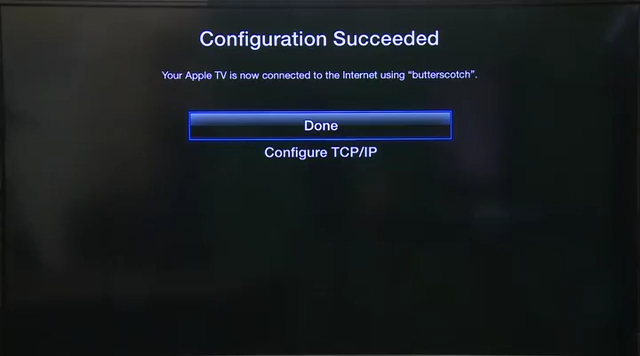 Configuration Succeeded
Your Apple TV is now connected to the Internet using “butterscotch”.
Done
Configure TCP/IP